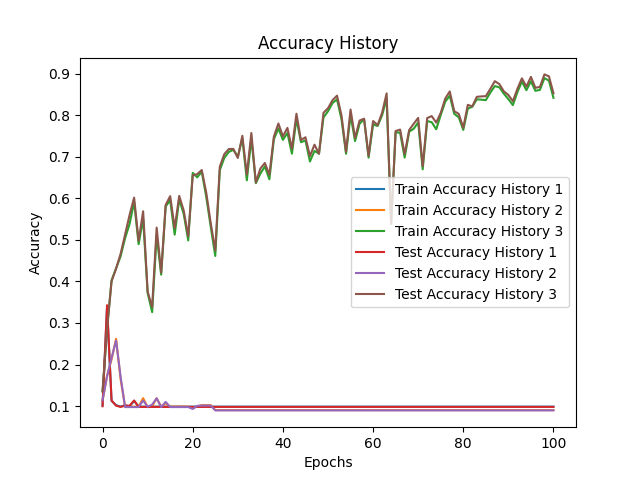 Accuracy History
0.9
0.8
0.7
0.6
0.5
0.4
0.3
0.2
0.1
Accuracy
Train Accuracy History 1
Train Accuracy History 2
Train Accuracy History 3
Test Accuracy History 1
Test Accuracy History 2
Test Accuracy History 3
0 20 40 60 80 100
Epochs